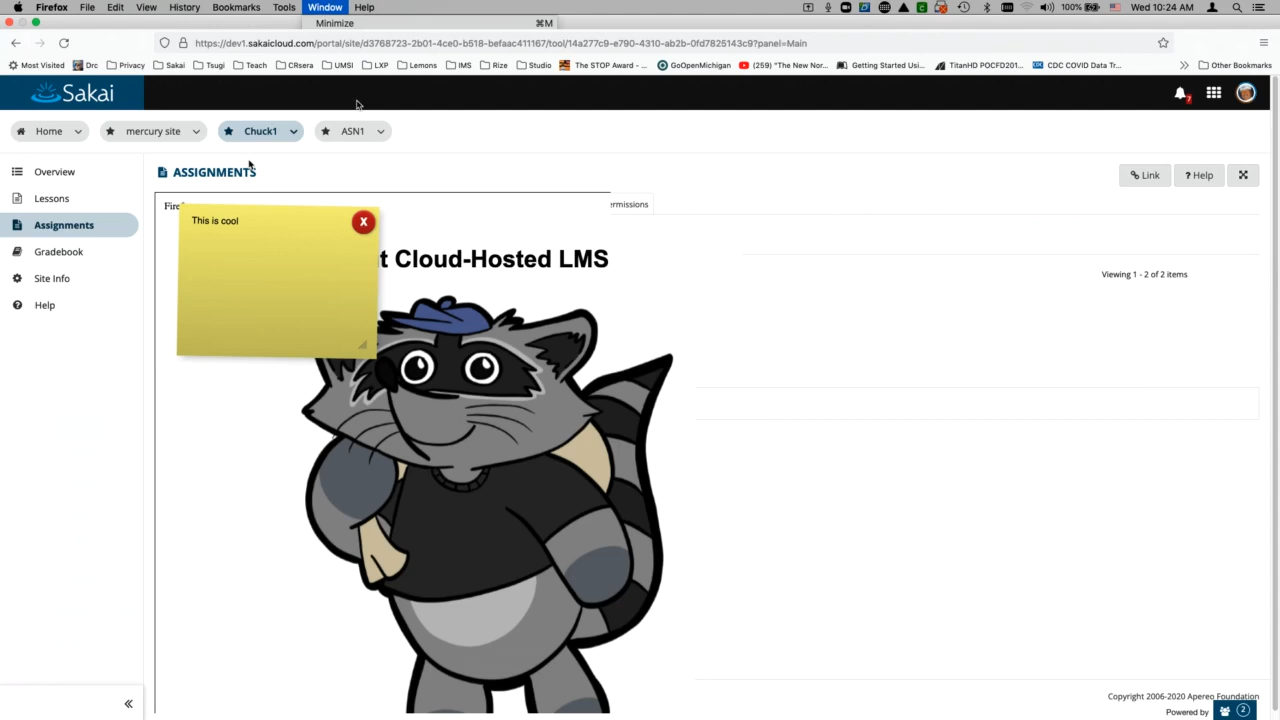 Firefox File Edit View History Bookmarks Tools Window Help 100% Wed 10:24 AM
Minimize ⌘M
https://dev1.sakaicloud.com/portal/site/d3768723-2b01-4ce0-b518-befaac411167/tool/14a277c9-e790-4310-ab2b-0fd7825143c9?panel=Main
Most Visited Drc Privacy Sakai Tsugi Teach CRsera UMSI LXP Lemons IMS Rize Studio The STOP Award - ... GoOpenMichigan (259) "The New Nor... Getting Started Usi... TitanHD POCFD201... CDC COVID Data Tr... Other Bookmarks
Sakai 7
Home mercury site Chuck1 ASN1
Overview
Lessons
Assignments
Gradebook
Site Info
Help
ASSIGNMENTS
Link ? Help
ermissions
This is cool X
t Cloud-Hosted LMS
Viewing 1 - 2 of 2 items
Copyright 2006-2020 Apereo Foundation
Powered by 2